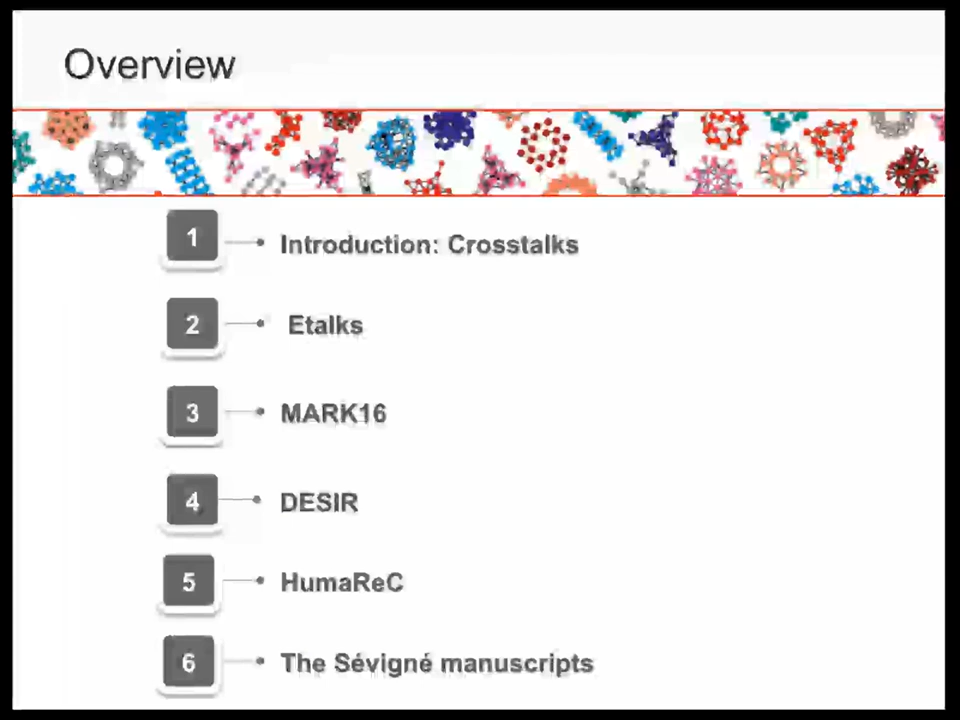 Overview
1 Introduction: Crosstalks
2 Etalks
3 MARK16
4 DESIR
5 HumaReC
6 The Sévigné manuscripts